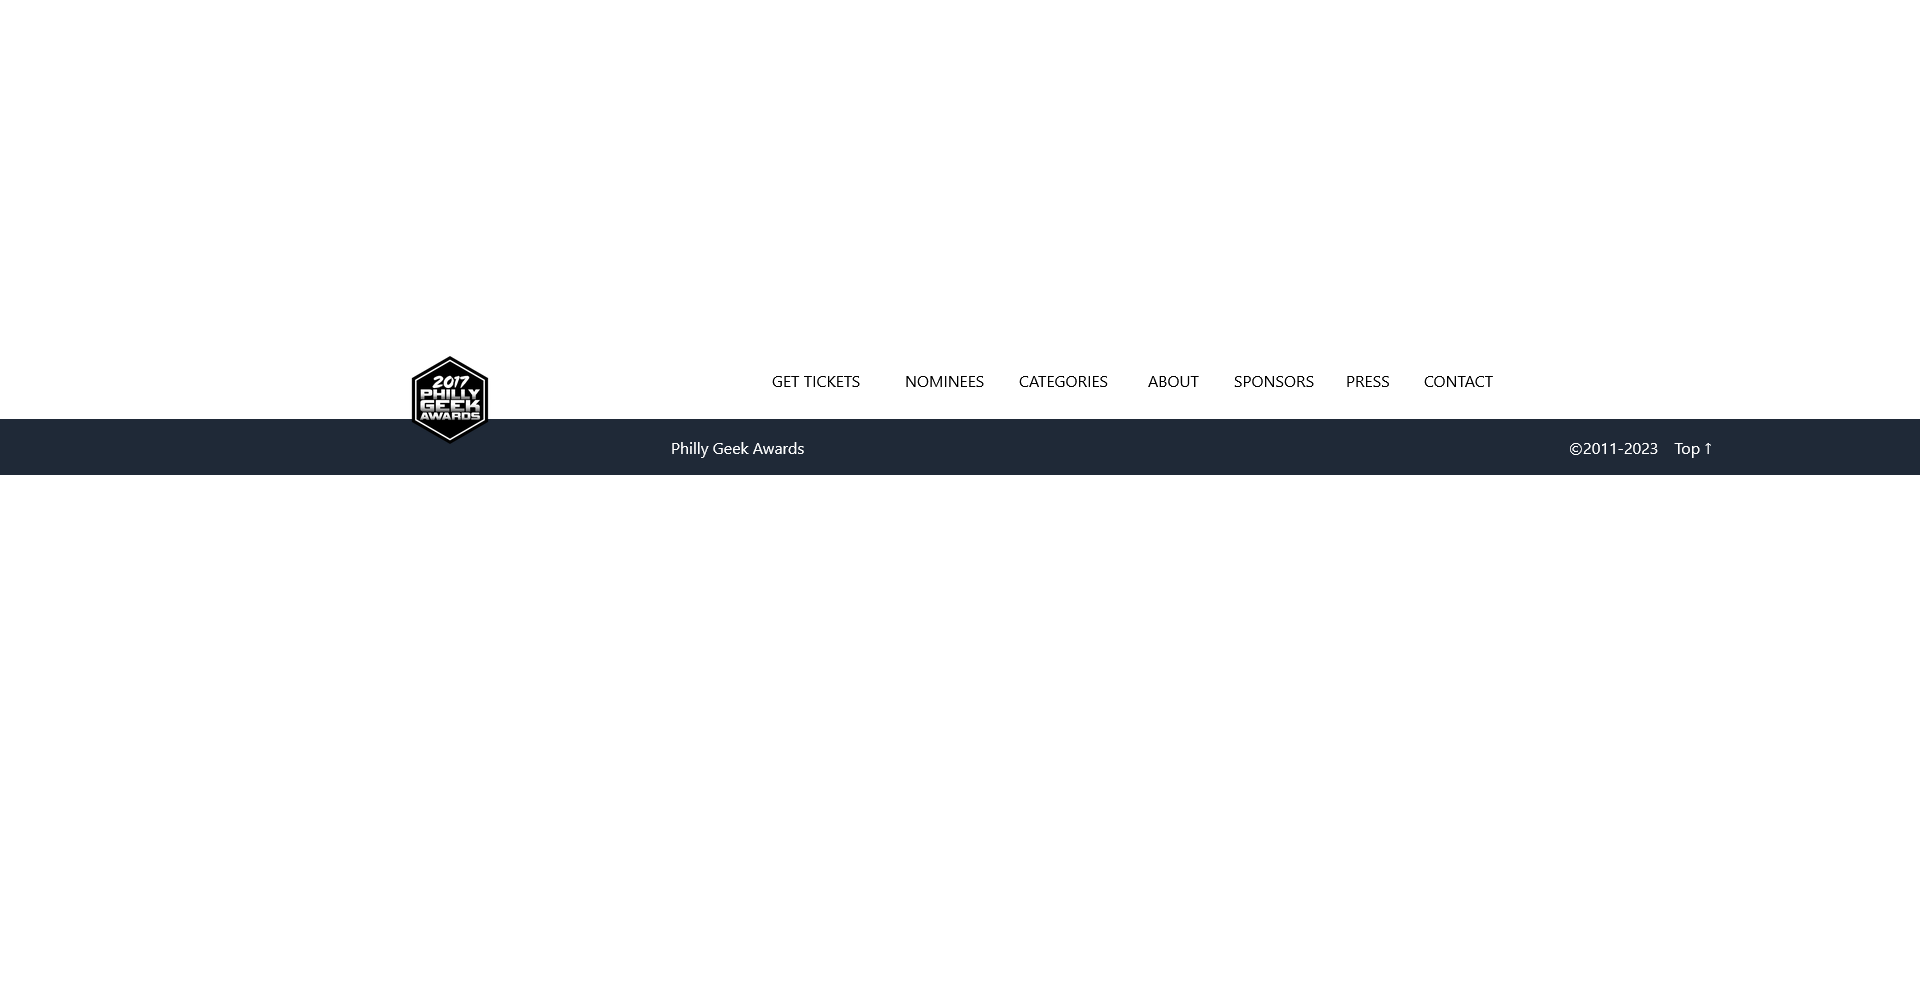 2017
PHILLY
GEEK
AWARDS
GET TICKETS NOMINEES CATEGORIES ABOUT SPONSORS PRESS CONTACT
Philly Geek Awards ©2011-2023 Top ↑